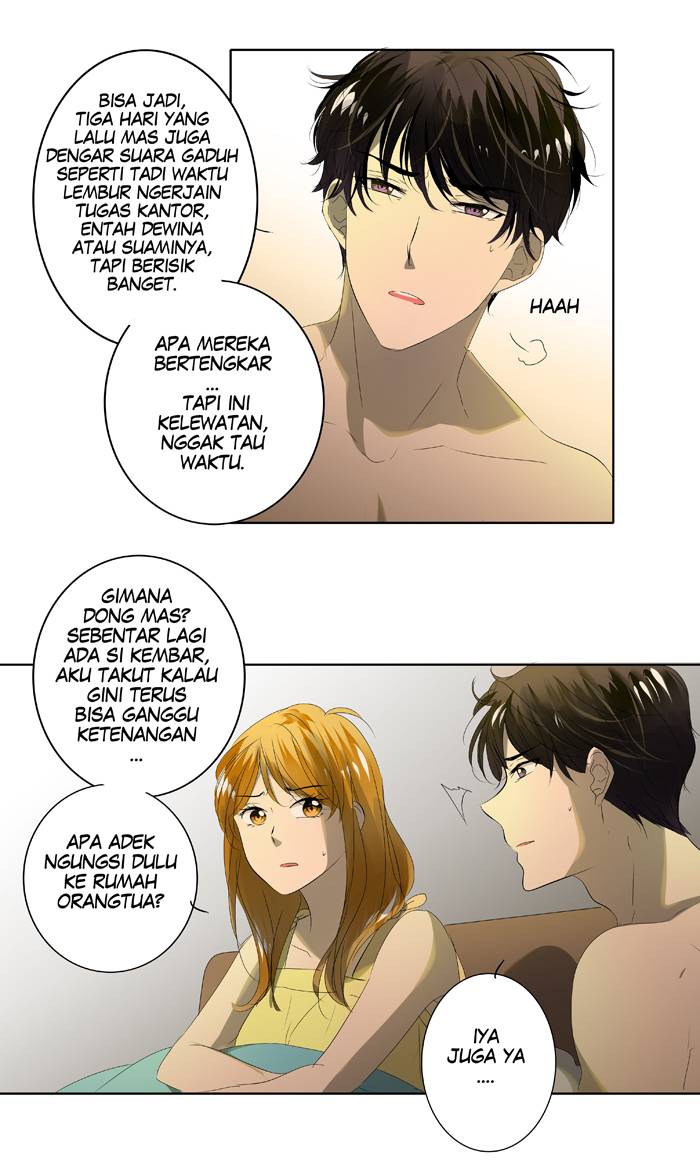 BISA JADI,
TIGA HARI YANG
LALU MAS JUGA
DENGAR SUARA GADUH
SEPERTI TADI WAKTU
LEMBUR NGERJAIN
TUGAS KANTOR,
ENTAH DEWINA
ATAU SUAMINYA,
TAPI BERISIK
BANGET.
HAAH
APA MEREKA
BERTENGKAR
...
TAPI INI
KELEWATAN,
NGGAK TAU
WAKTU.
GIMANA
DONG MAS?
SEBENTAR LAGI
ADA SI KEMBAR,
AKU TAKUT KALAU
GINI TERUS
BISA GANGGU
KETENANGAN
...
APA ADEK
NGUNGSI DULU
KE RUMAH
ORANGTUA?
IYA
JUGA YA
....